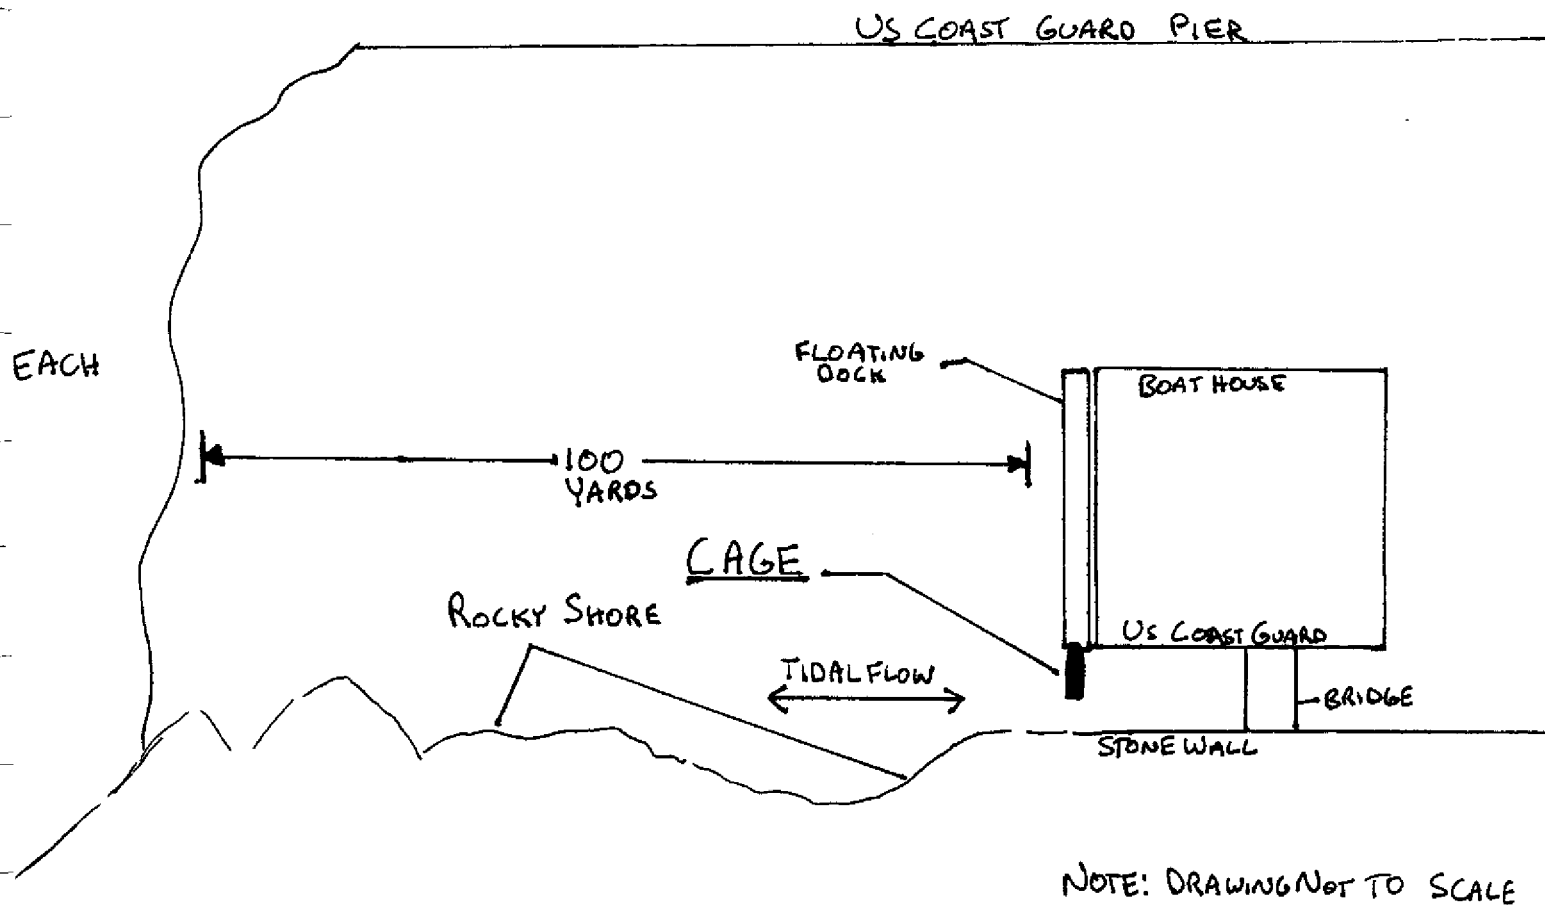 US COAST GUARD PIER
EACH
FLOATING
DOCK
BOAT HOUSE
100
YARDS
CAGE
ROCKY SHORE
US COAST GUARD
TIDAL FLOW
BRIDGE
STONE WALL
NOTE: DRAWING NOT TO SCALE